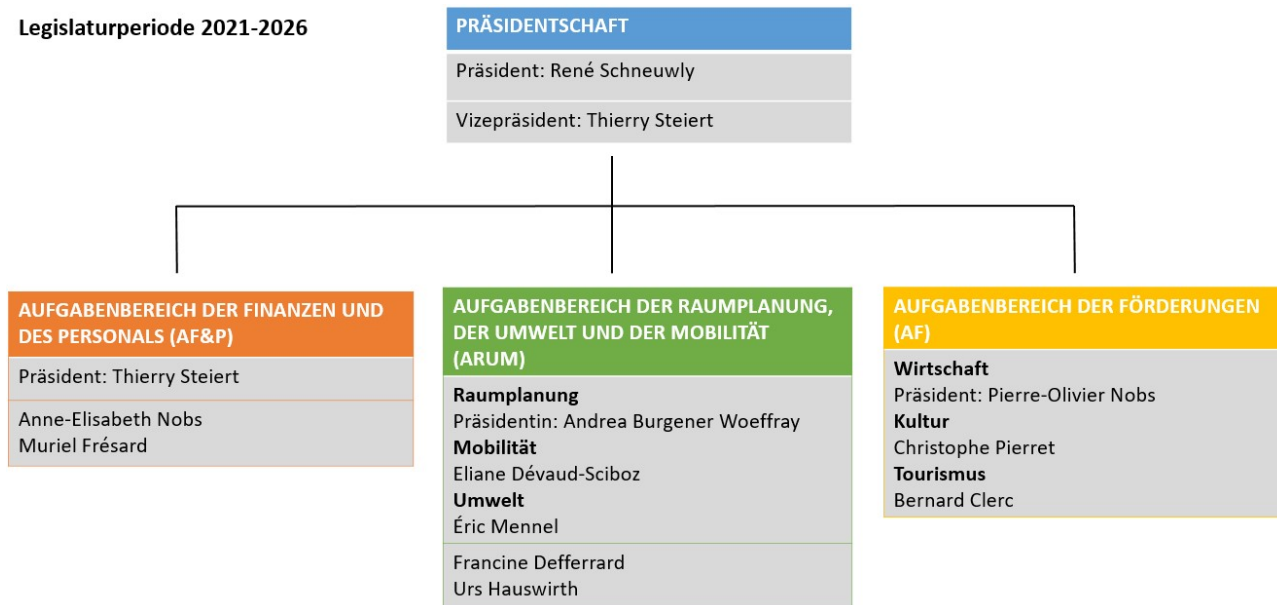 Legislaturperiode 2021-2026
PRÄSIDENTSCHAFT
Präsident: René Schneuwly
Vizepräsident: Thierry Steiert
AUFGABENBEREICH DER FINANZEN UND
DES PERSONALS (AF&P)
Präsident: Thierry Steiert
Anne-Elisabeth Nobs
Muriel Frésard
AUFGABENBEREICH DER RAUMPLANUNG,
DER UMWELT UND DER MOBILITÄT
(ARUM)
Raumplanung
Präsidentin: Andrea Burgener Woeffray
Mobilität
Eliane Dévaud-Sciboz
Umwelt
Éric Mennel
Francine Defferrard
Urs Hauswirth
AUFGABENBEREICH DER FÖRDERUNGEN
(AF)
Wirtschaft
Präsident: Pierre-Olivier Nobs
Kultur
Christophe Pierret
Tourismus
Bernard Clerc